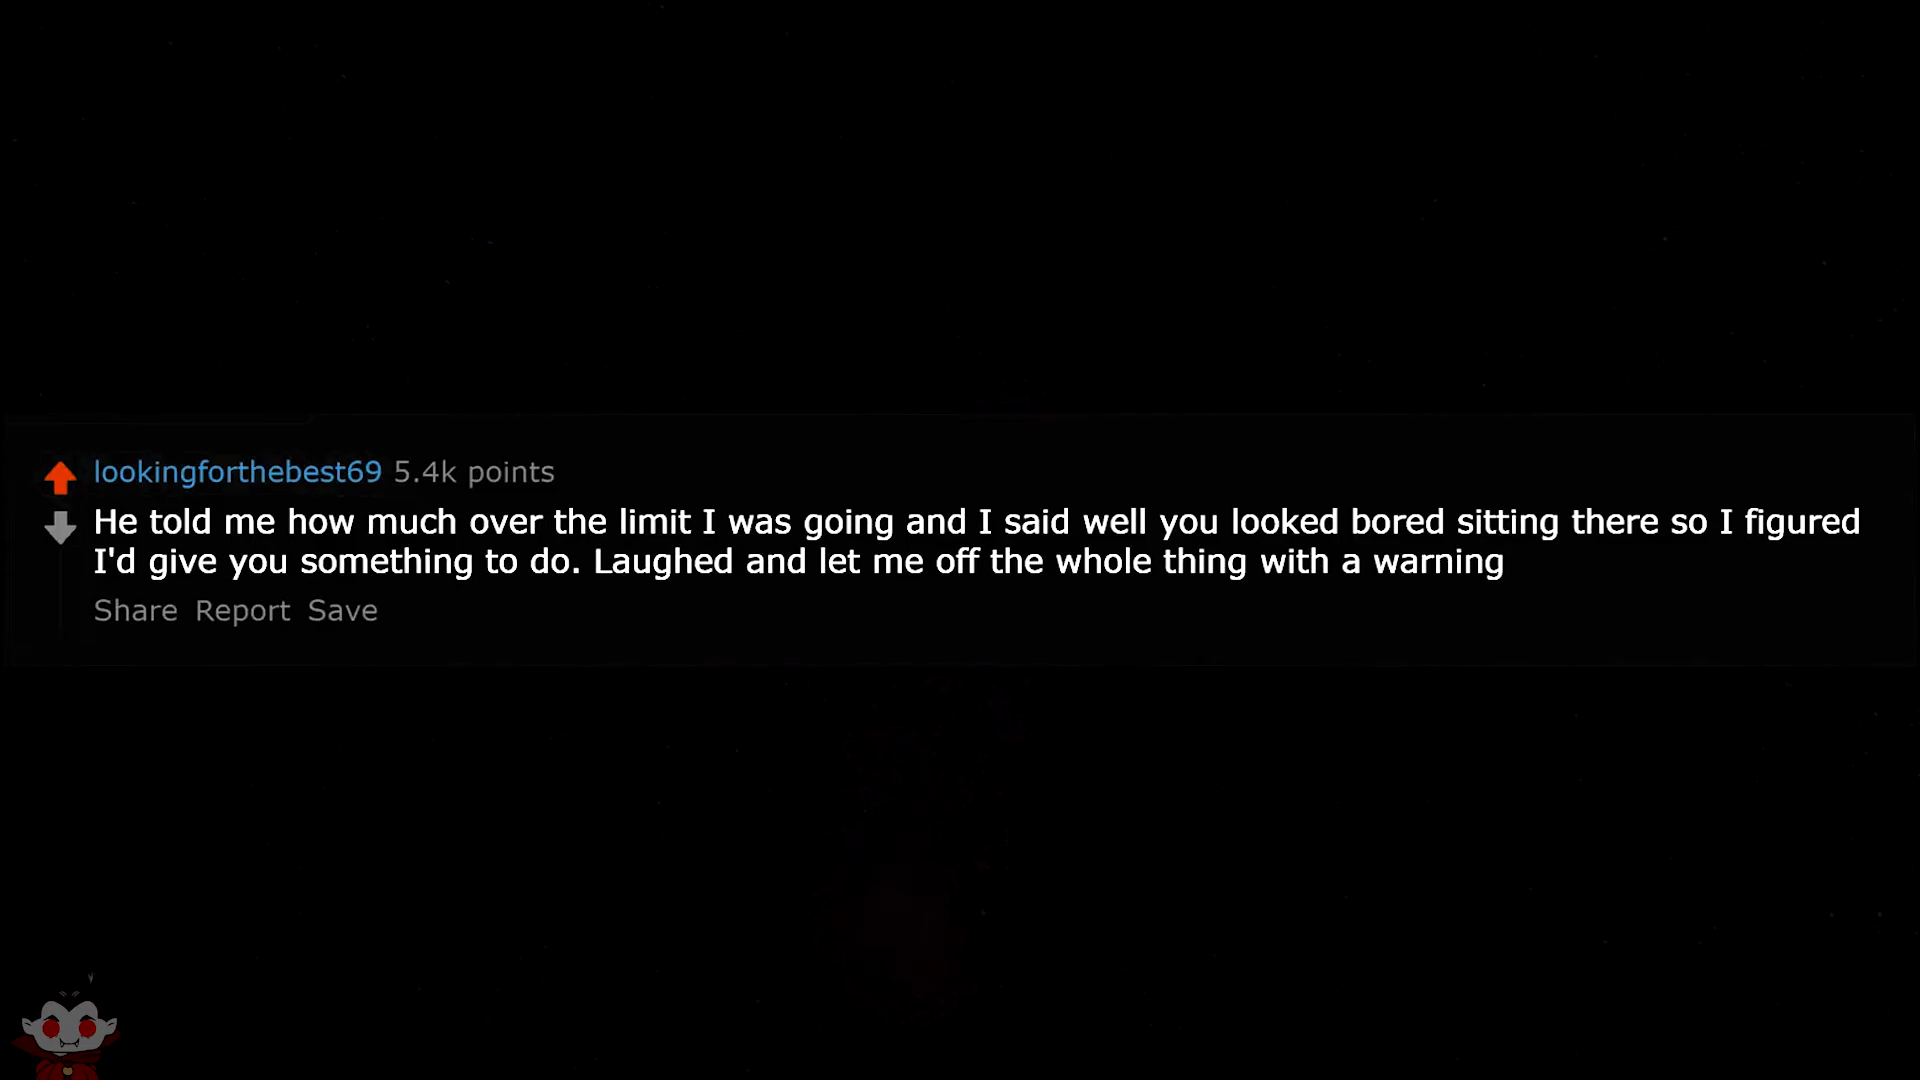 lookingforthebest69 5.4k points
He told me how much over the limit I was going and I said well you looked bored sitting there so I figured
I'd give you something to do. Laughed and let me off the whole thing with a warning
Share Report Save